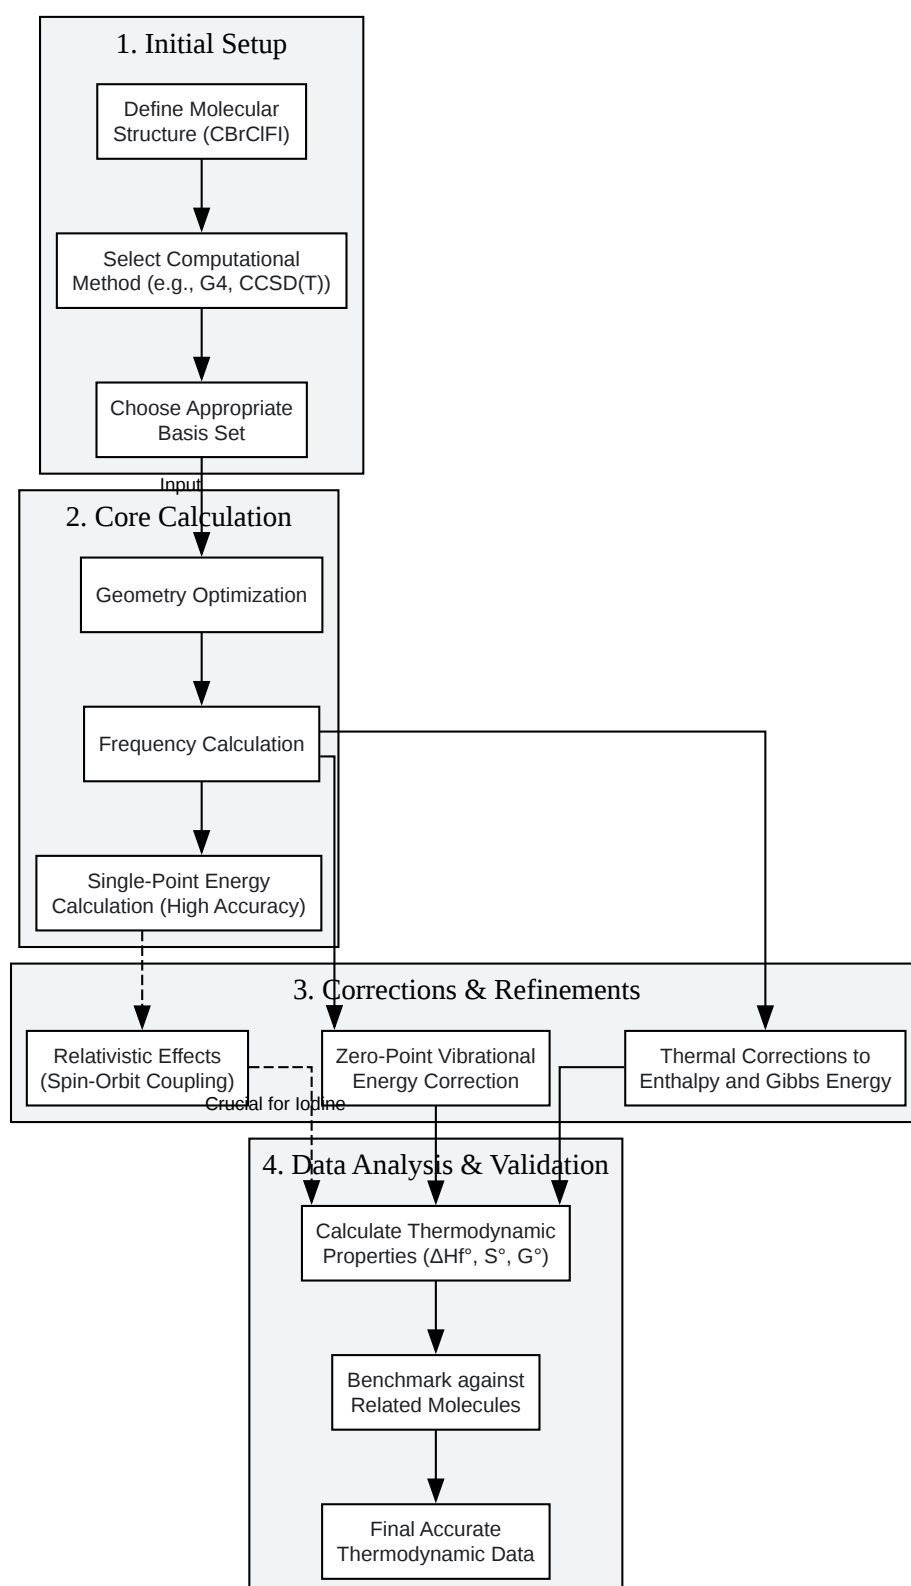 1. Initial Setup
Define Molecular
Structure (CBrClFI)
Select Computational
Method (e.g., G4, CCSD(T))
Choose Appropriate
Basis Set
Input
2. Core Calculation
Geometry Optimization
Frequency Calculation
Single-Point Energy
Calculation (High Accuracy)
3. Corrections & Refinements
Relativistic Effects
(Spin-Orbit Coupling)
Zero-Point Vibrational
Energy Correction
Thermal Corrections to
Enthalpy and Gibbs Energy
Crucial for Iodine
4. Data Analysis & Validation
Calculate Thermodynamic
Properties (ΔHf°, S°, G°)
Benchmark against
Related Molecules
Final Accurate
Thermodynamic Data